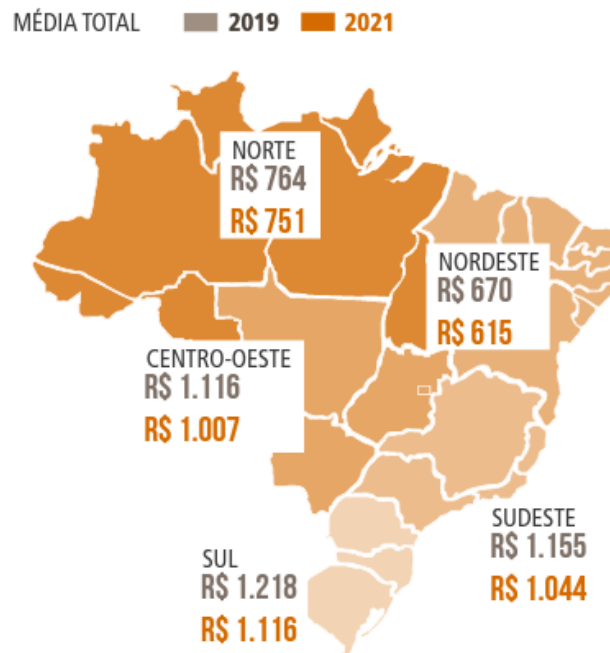 MÉDIA TOTAL 2019 2021
NORTE
R$ 764
R$ 751
NORDESTE
R$ 670
R$ 615
CENTRO-OESTE
R$ 1.116
R$ 1.007
SUDESTE
R$ 1.155
R$ 1.044
SUL
R$ 1.218
R$ 1.116